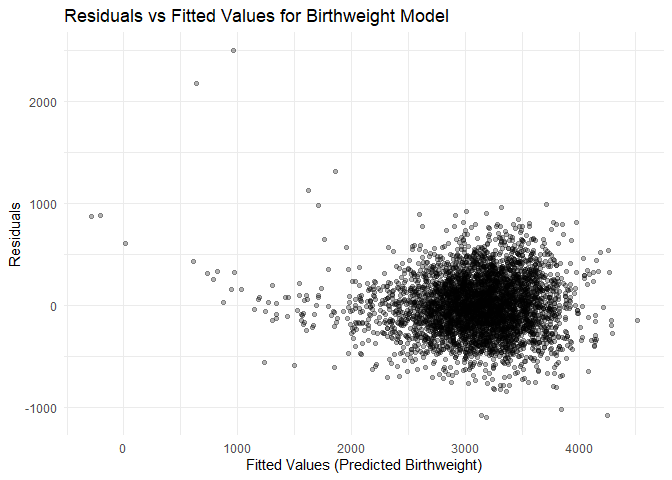 Residuals vs Fitted Values for Birthweight Model
2000
1000
0
-1000
Residuals
0 1000 2000 3000 4000
Fitted Values (Predicted Birthweight)